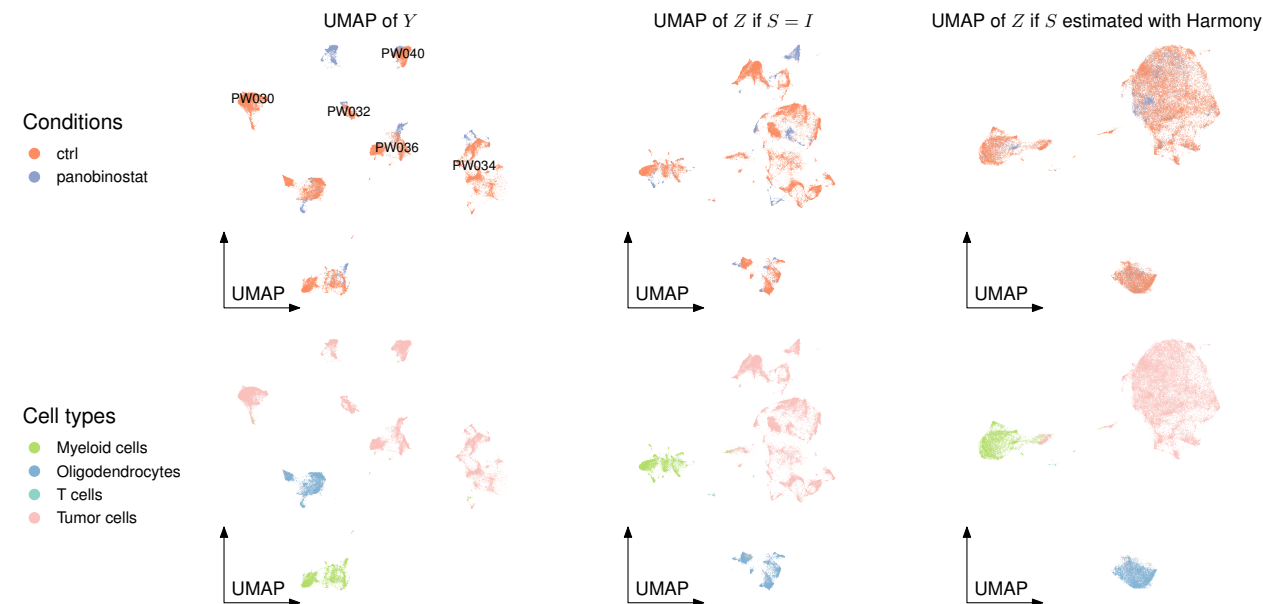 UMAP of Y
UMAP of Z if S = I
UMAP of Z if S estimated with Harmony
PW040
PW030
PW032
PW036
PW034
Conditions
ctrl
panobinostat
UMAP
UMAP
UMAP
Cell types
Myeloid cells
Oligodendrocytes
T cells
Tumor cells
UMAP
UMAP
UMAP